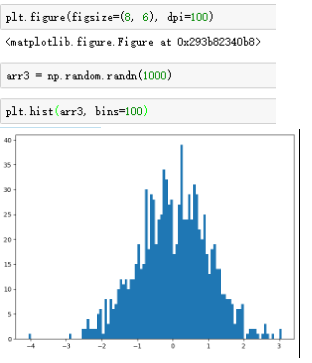 plt.figure(figsize=(8, 6), dpi=100)
<matplotlib.figure.Figure at 0x293b82340b8>
arr3 = np.random.randn(1000)
plt.hist(arr3, bins=100)
40
35
30
25
20
15
10
5
0
−4 −3 −2 −1 0 1 2 3